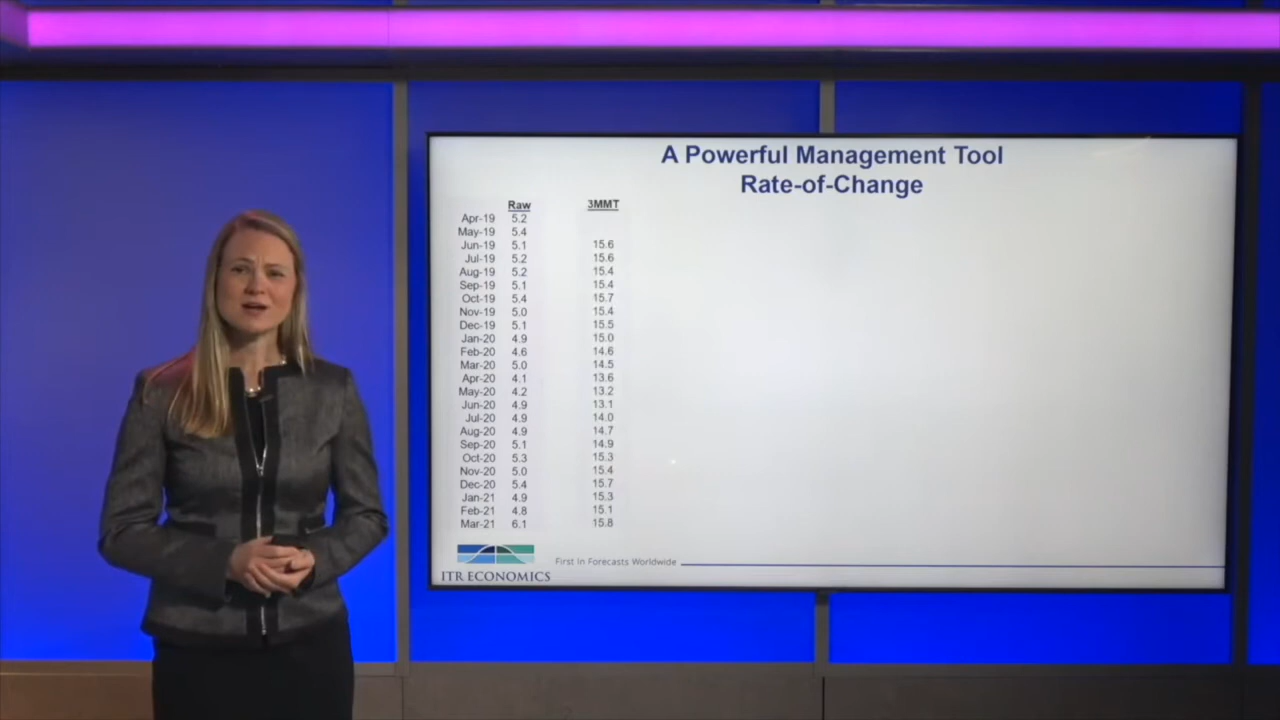 A Powerful Management Tool
Rate-of-Change
Raw 3MMT
Apr-19 5.2
May-19 5.4
Jun-19 5.1 15.6
Jul-19 5.2 15.6
Aug-19 5.2 15.4
Sep-19 5.1 15.4
Oct-19 5.4 15.7
Nov-19 5.0 15.4
Dec-19 5.1 15.5
Jan-20 4.9 15.0
Feb-20 4.6 14.6
Mar-20 5.0 14.5
Apr-20 4.1 13.6
May-20 4.2 13.2
Jun-20 4.9 13.1
Jul-20 4.9 14.0
Aug-20 4.9 14.7
Sep-20 5.1 14.9
Oct-20 5.3 15.3
Nov-20 5.0 15.4
Dec-20 5.4 15.7
Jan-21 4.9 15.3
Feb-21 4.8 15.1
Mar-21 6.1 15.8
ITR ECONOMICS
First In Forecasts Worldwide